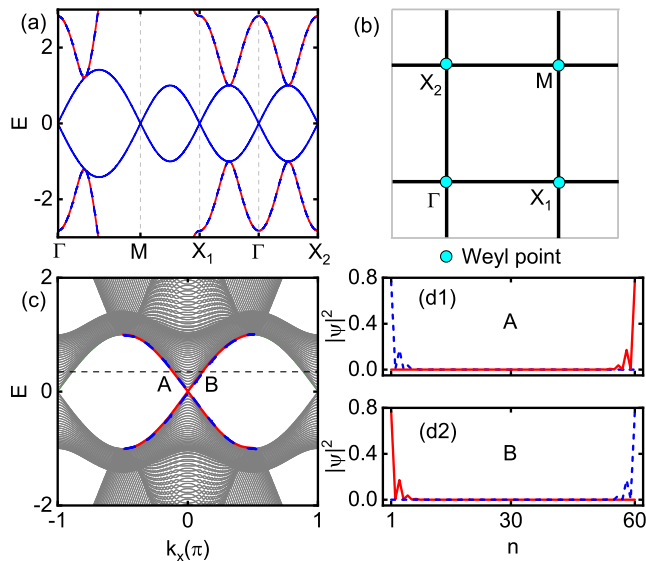 (a)
E
2
0
-2
Γ M X₁ Γ X₂
(b)
X₂ M
Γ X₁
Weyl point
(c)
E
2
0
-2
A B
-1 0 1
kₓ(π)
(d1)
|ψ|²
0.8
0.4
0.0
A
(d2)
|ψ|²
0.8
0.4
0.0
B
1 30 60
n